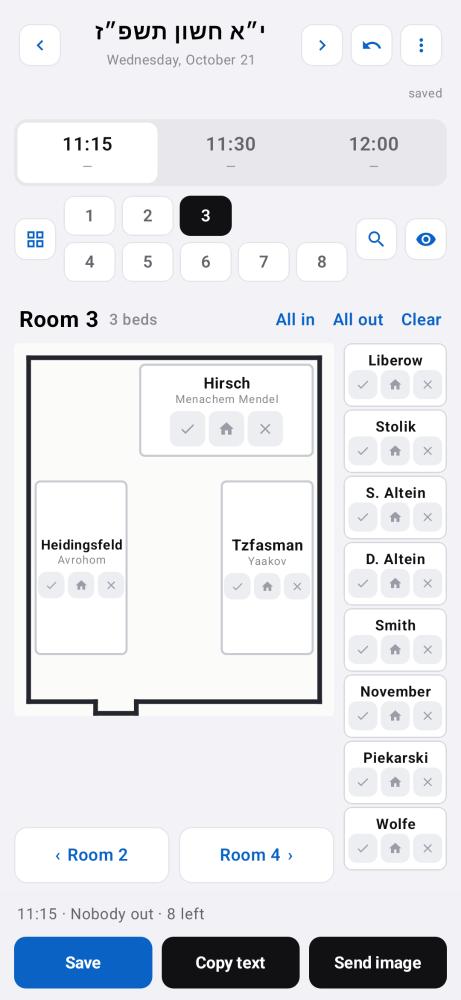 י״א חשון תשפ״ז
Wednesday, October 21
saved
11:15 11:30 12:00
– – –
1 2 3
4 5 6 7 8
Room 3 3 beds All in All out Clear
Hirsch
Menachem Mendel
Heidingsfeld
Avrohom
Tzfasman
Yaakov
Liberow
Stolik
S. Altein
D. Altein
Smith
November
Piekarski
Wolfe
‹ Room 2 Room 4 ›
11:15 · Nobody out · 8 left
Save Copy text Send image